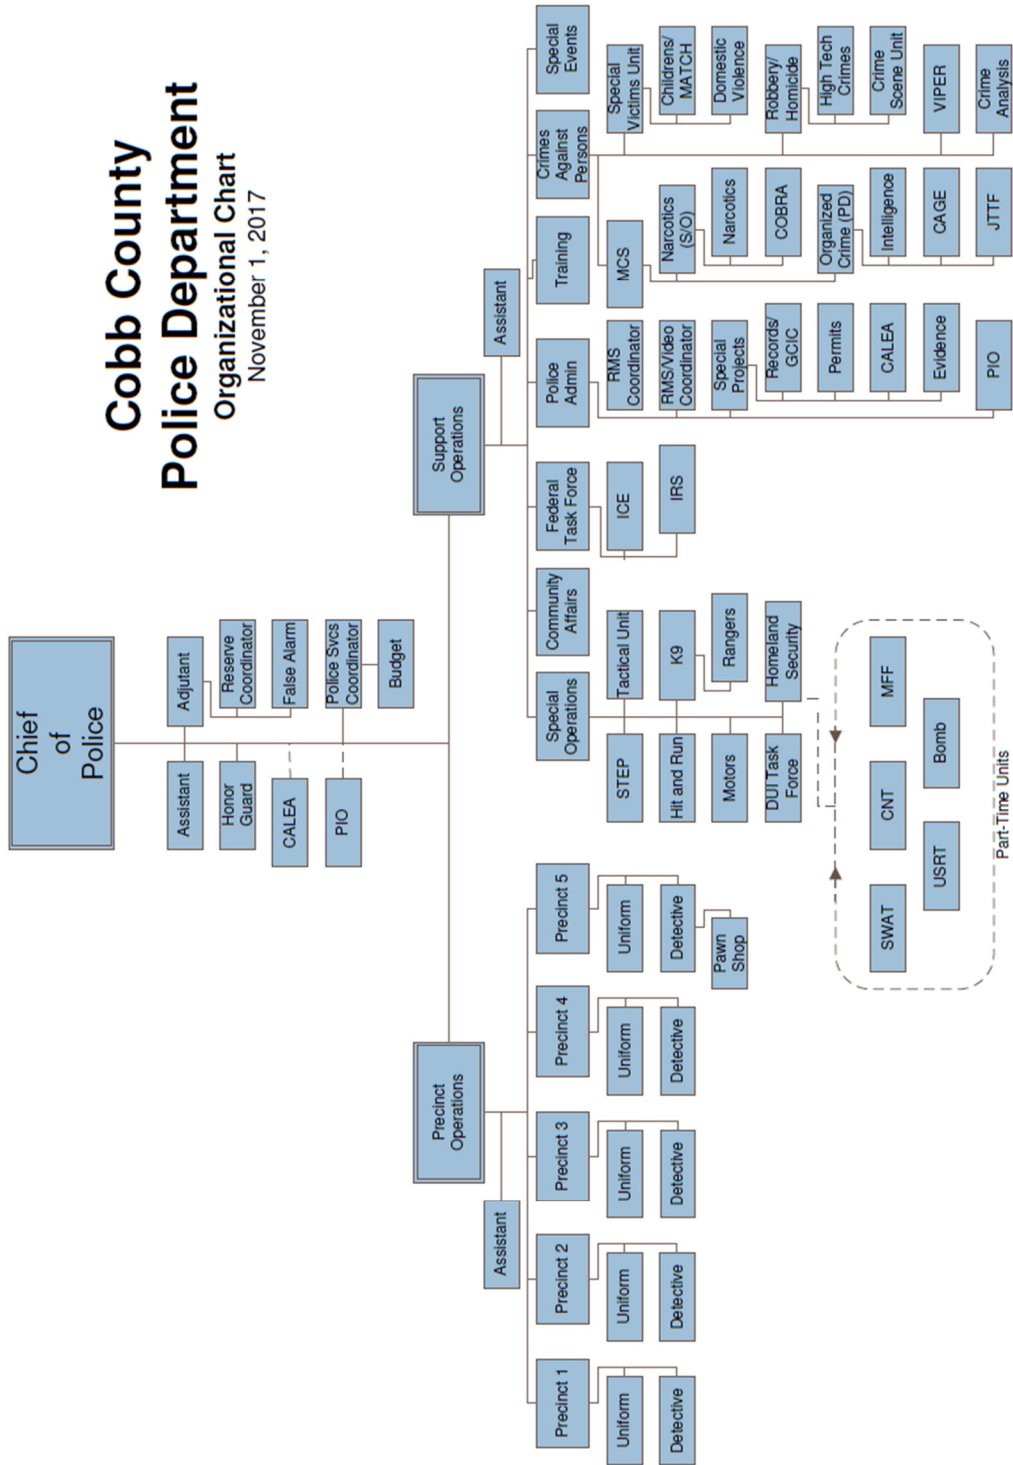 Cobb County
Police Department
Organizational Chart
November 1, 2017
Chief
of
Police
Assistant
Adjutant
Honor
Guard
Reserve
Coordinator
CALEA
False Alarm
PIO
Police Svcs
Coordinator
Budget
Precinct
Operations
Assistant
Support
Operations
Assistant
Precinct 1
Uniform
Detective
Precinct 2
Uniform
Detective
Precinct 3
Uniform
Detective
Precinct 4
Uniform
Detective
Precinct 5
Uniform
Detective
Pawn
Shop
Special
Operations
STEP
Tactical Unit
Hit and Run
K9
Motors
Rangers
DUI Task
Force
Homeland
Security
SWAT
CNT
MFF
USRT
Bomb
Part-Time Units
Community
Affairs
Federal
Task Force
ICE
IRS
Police
Admin
RMS
Coordinator
RMS/Video
Coordinator
Special
Projects
Records/
GCIC
Permits
CALEA
Evidence
PIO
Training
Crimes
Against
Persons
MCS
Narcotics
(S/O)
Narcotics
COBRA
Organized
Crime (PD)
Intelligence
CAGE
JTTF
Special
Victims Unit
Childrens/
MATCH
Domestic
Violence
Robbery/
Homicide
High Tech
Crimes
Crime
Scene Unit
VIPER
Crime
Analysis
Special
Events